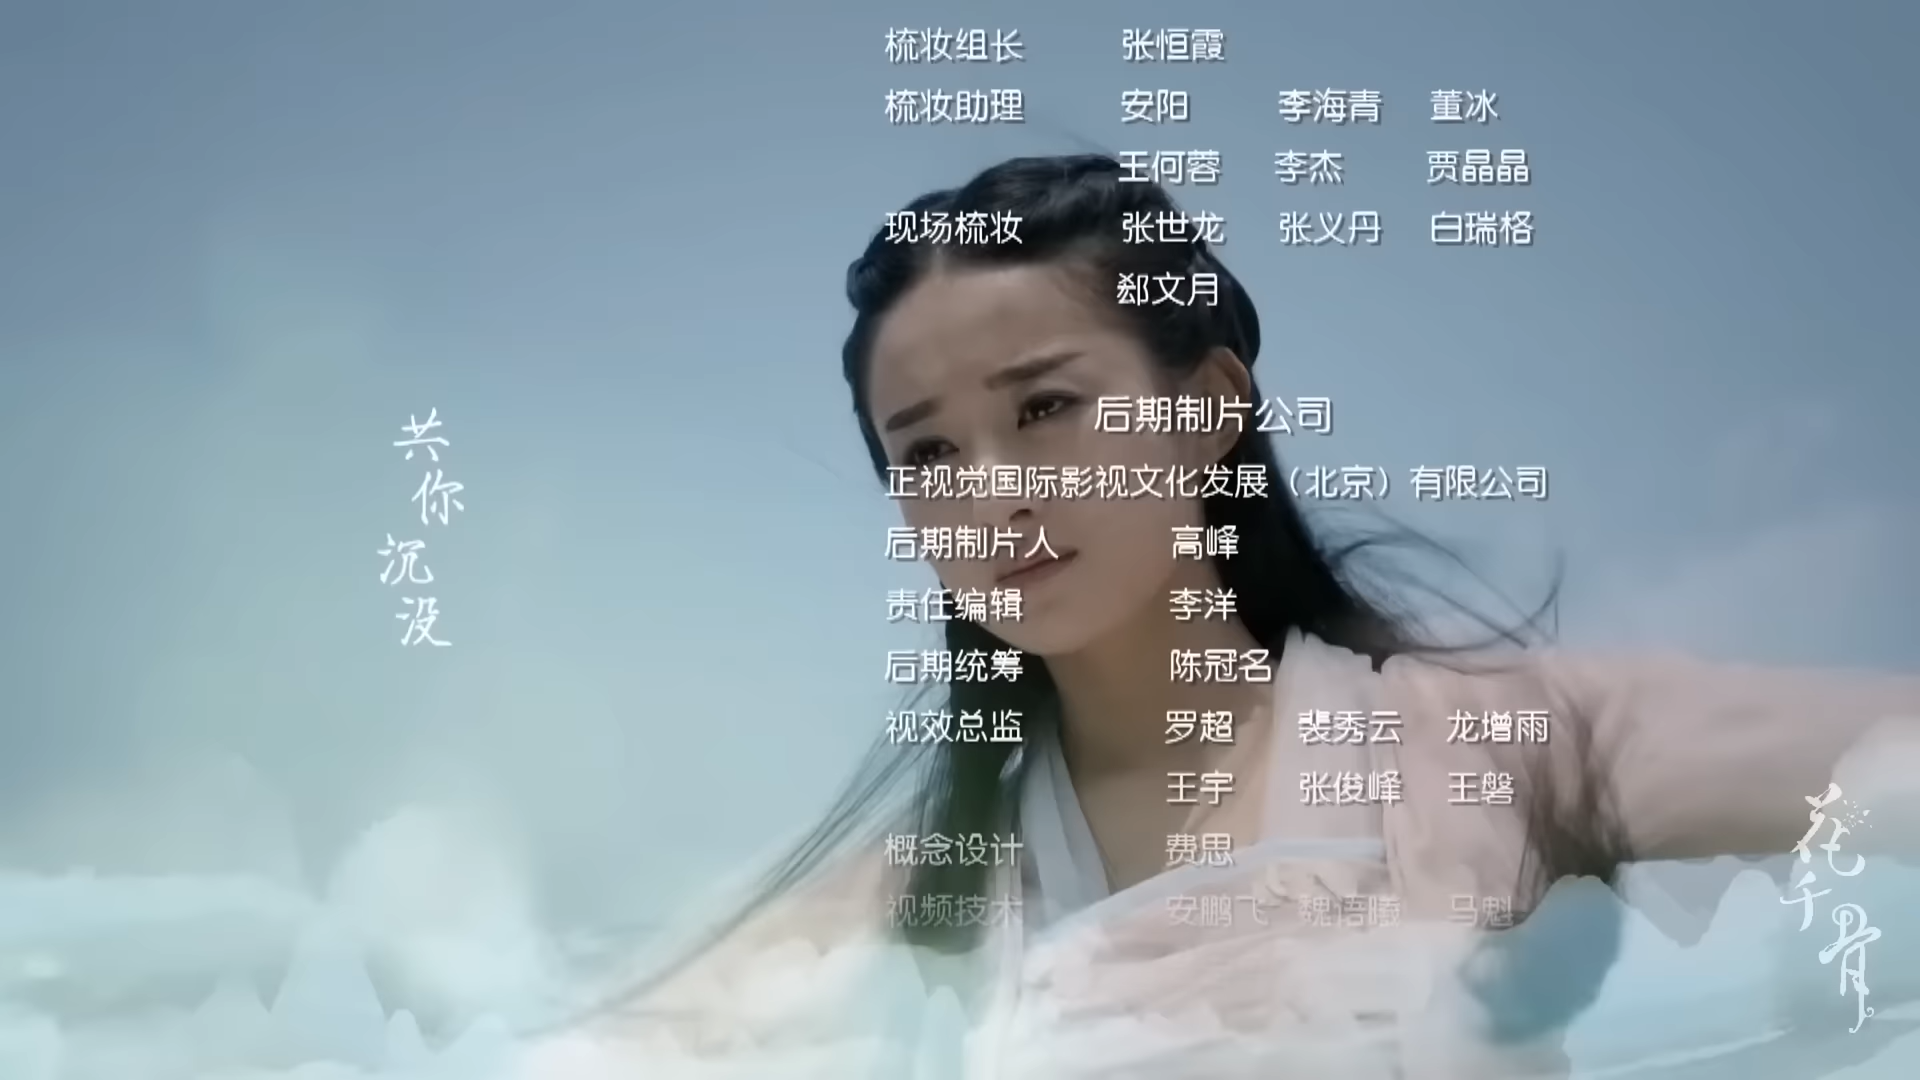 梳妆组长 张恒霞
梳妆助理 安阳 李海青 董冰
王何蓉 李杰 贾晶晶
现场梳妆 张世龙 张义丹 白瑞格
郄文月
后期制片公司
正视觉国际影视文化发展（北京）有限公司
后期制片人 高峰
责任编辑 李洋
后期统筹 陈冠名
视效总监 罗超 裴秀云 龙增雨
王宇 张俊峰 王磐
概念设计 费思
视频技术 安鹏飞 魏语曦 马魁
共你沉没
花千骨